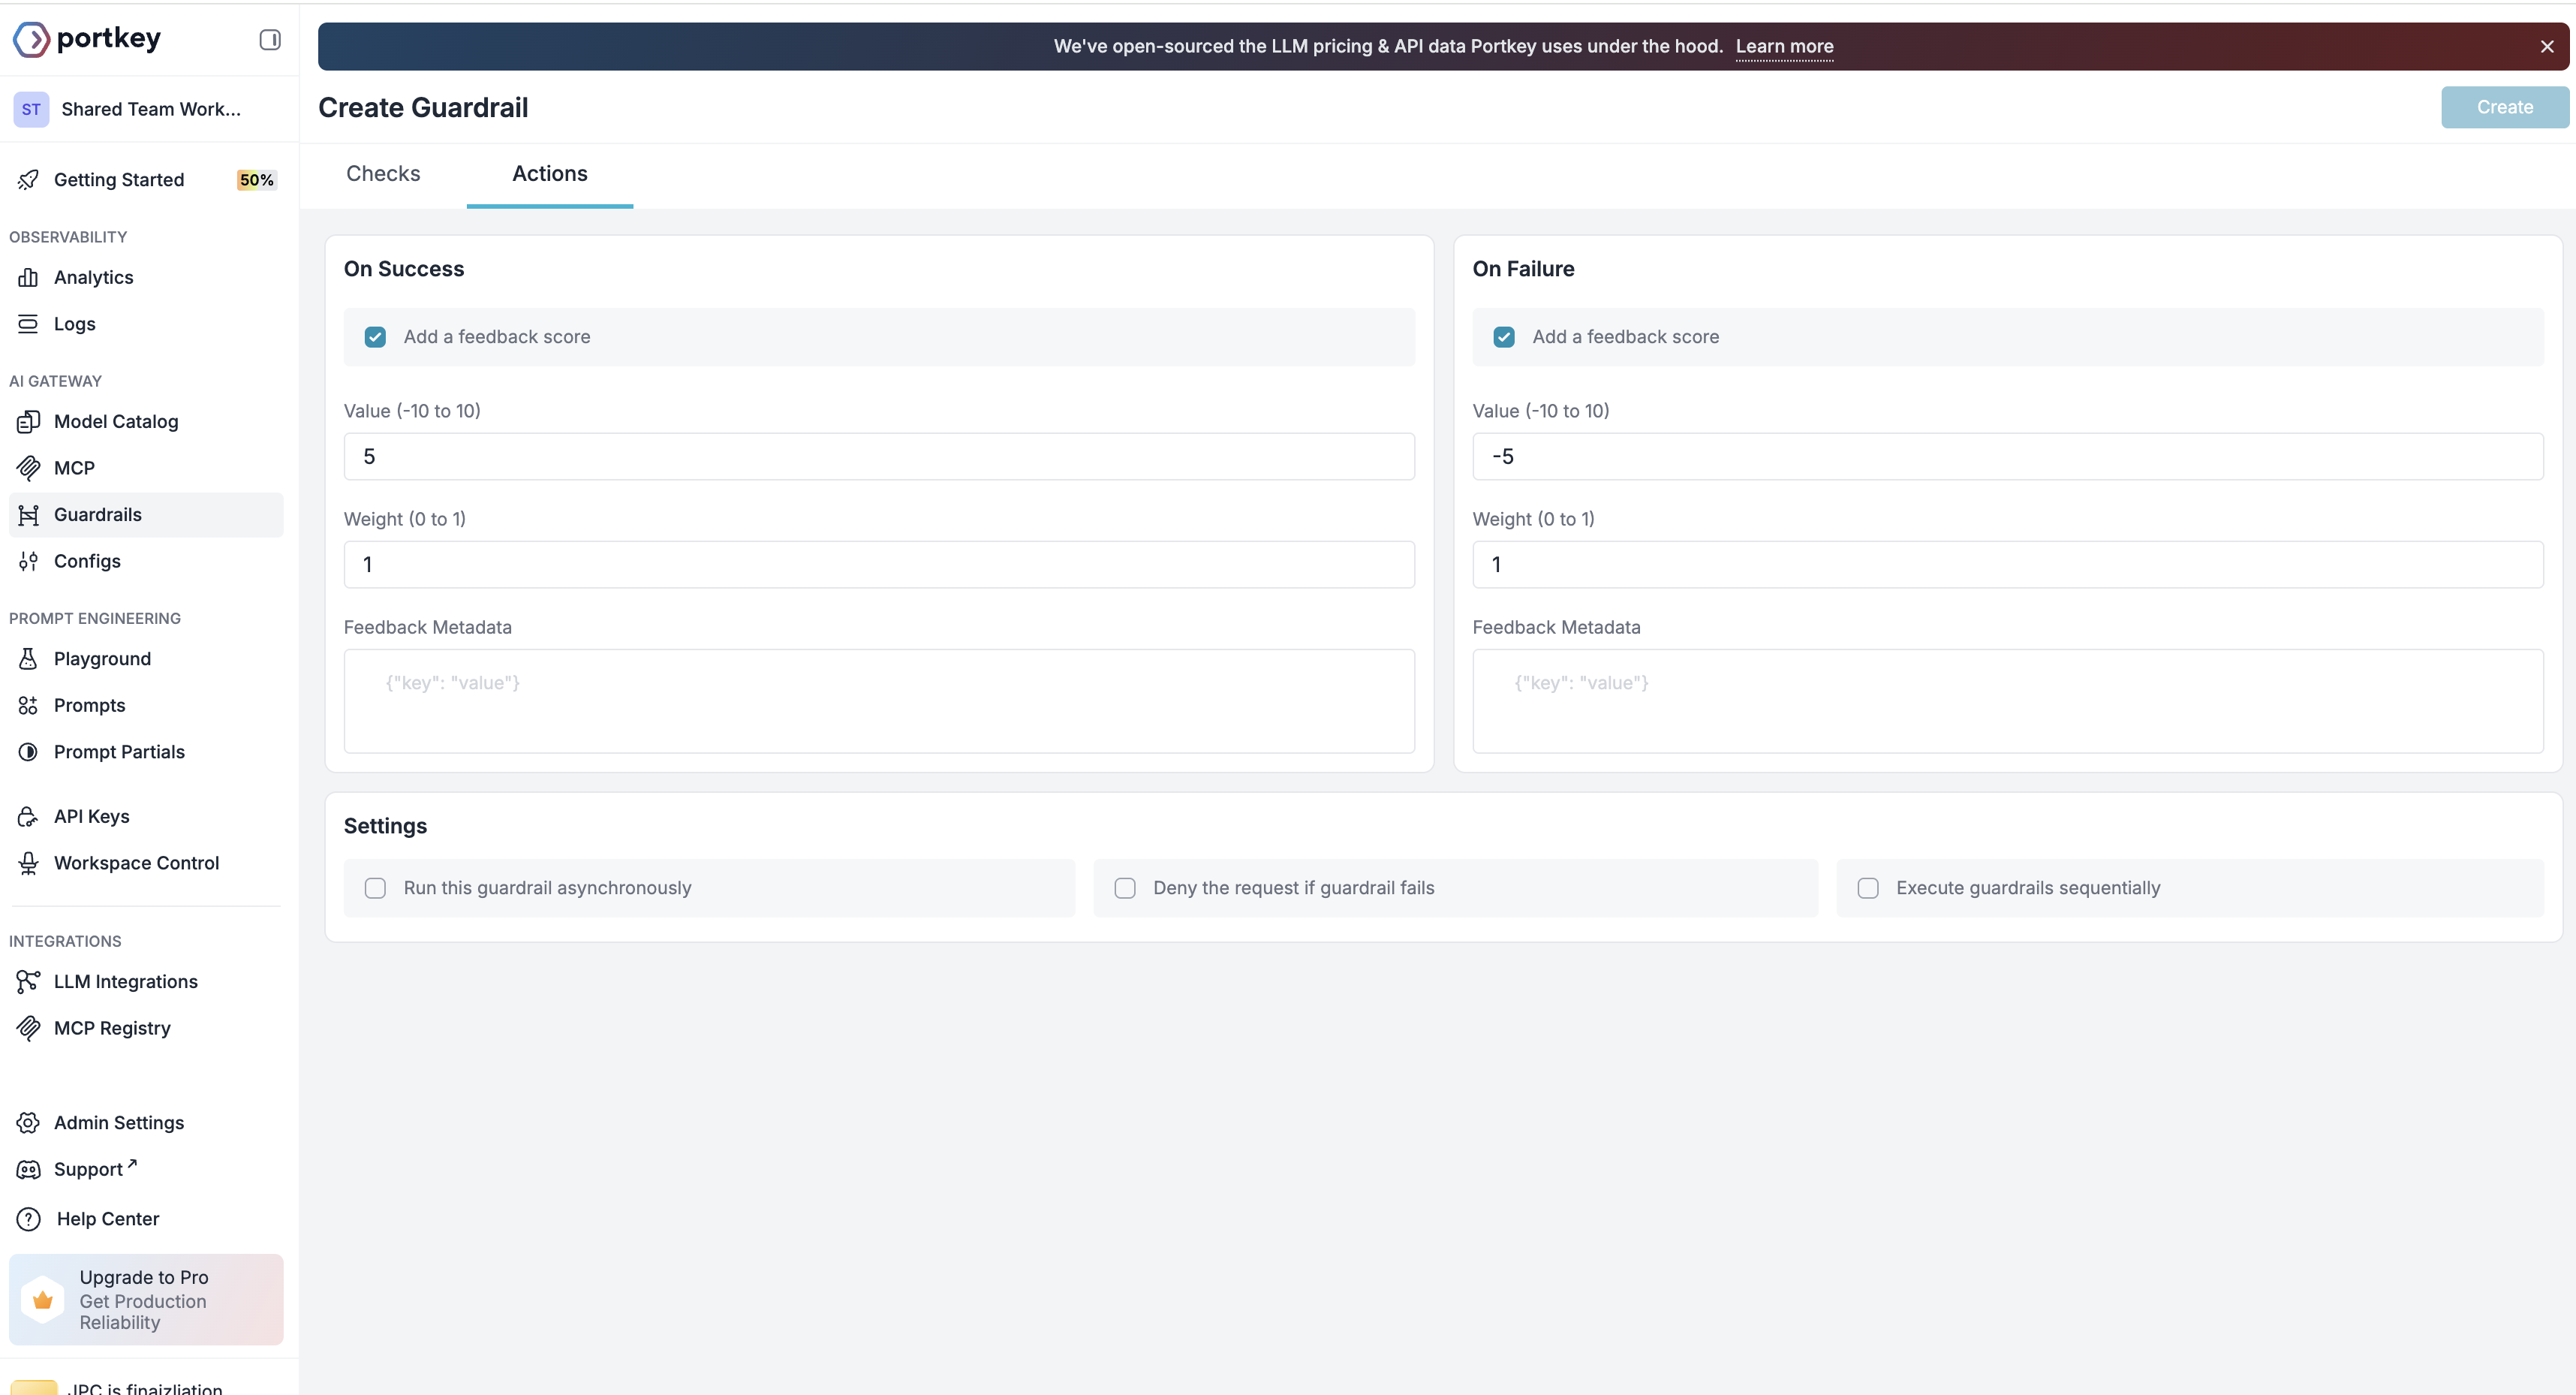 portkey
We've open-sourced the LLM pricing & API data Portkey uses under the hood. Learn more
ST Shared Team Work...
Create Guardrail
Create
Getting Started 50%
Checks
Actions
OBSERVABILITY
Analytics
Logs
AI GATEWAY
Model Catalog
MCP
Guardrails
Configs
PROMPT ENGINEERING
Playground
Prompts
Prompt Partials
API Keys
Workspace Control
INTEGRATIONS
LLM Integrations
MCP Registry
Admin Settings
Support
Help Center
Upgrade to Pro
Get Production
Reliability
JPC is finaizliation
On Success
Add a feedback score
Value (-10 to 10)
5
Weight (0 to 1)
1
Feedback Metadata
{"key": "value"}
On Failure
Add a feedback score
Value (-10 to 10)
-5
Weight (0 to 1)
1
Feedback Metadata
{"key": "value"}
Settings
Run this guardrail asynchronously
Deny the request if guardrail fails
Execute guardrails sequentially